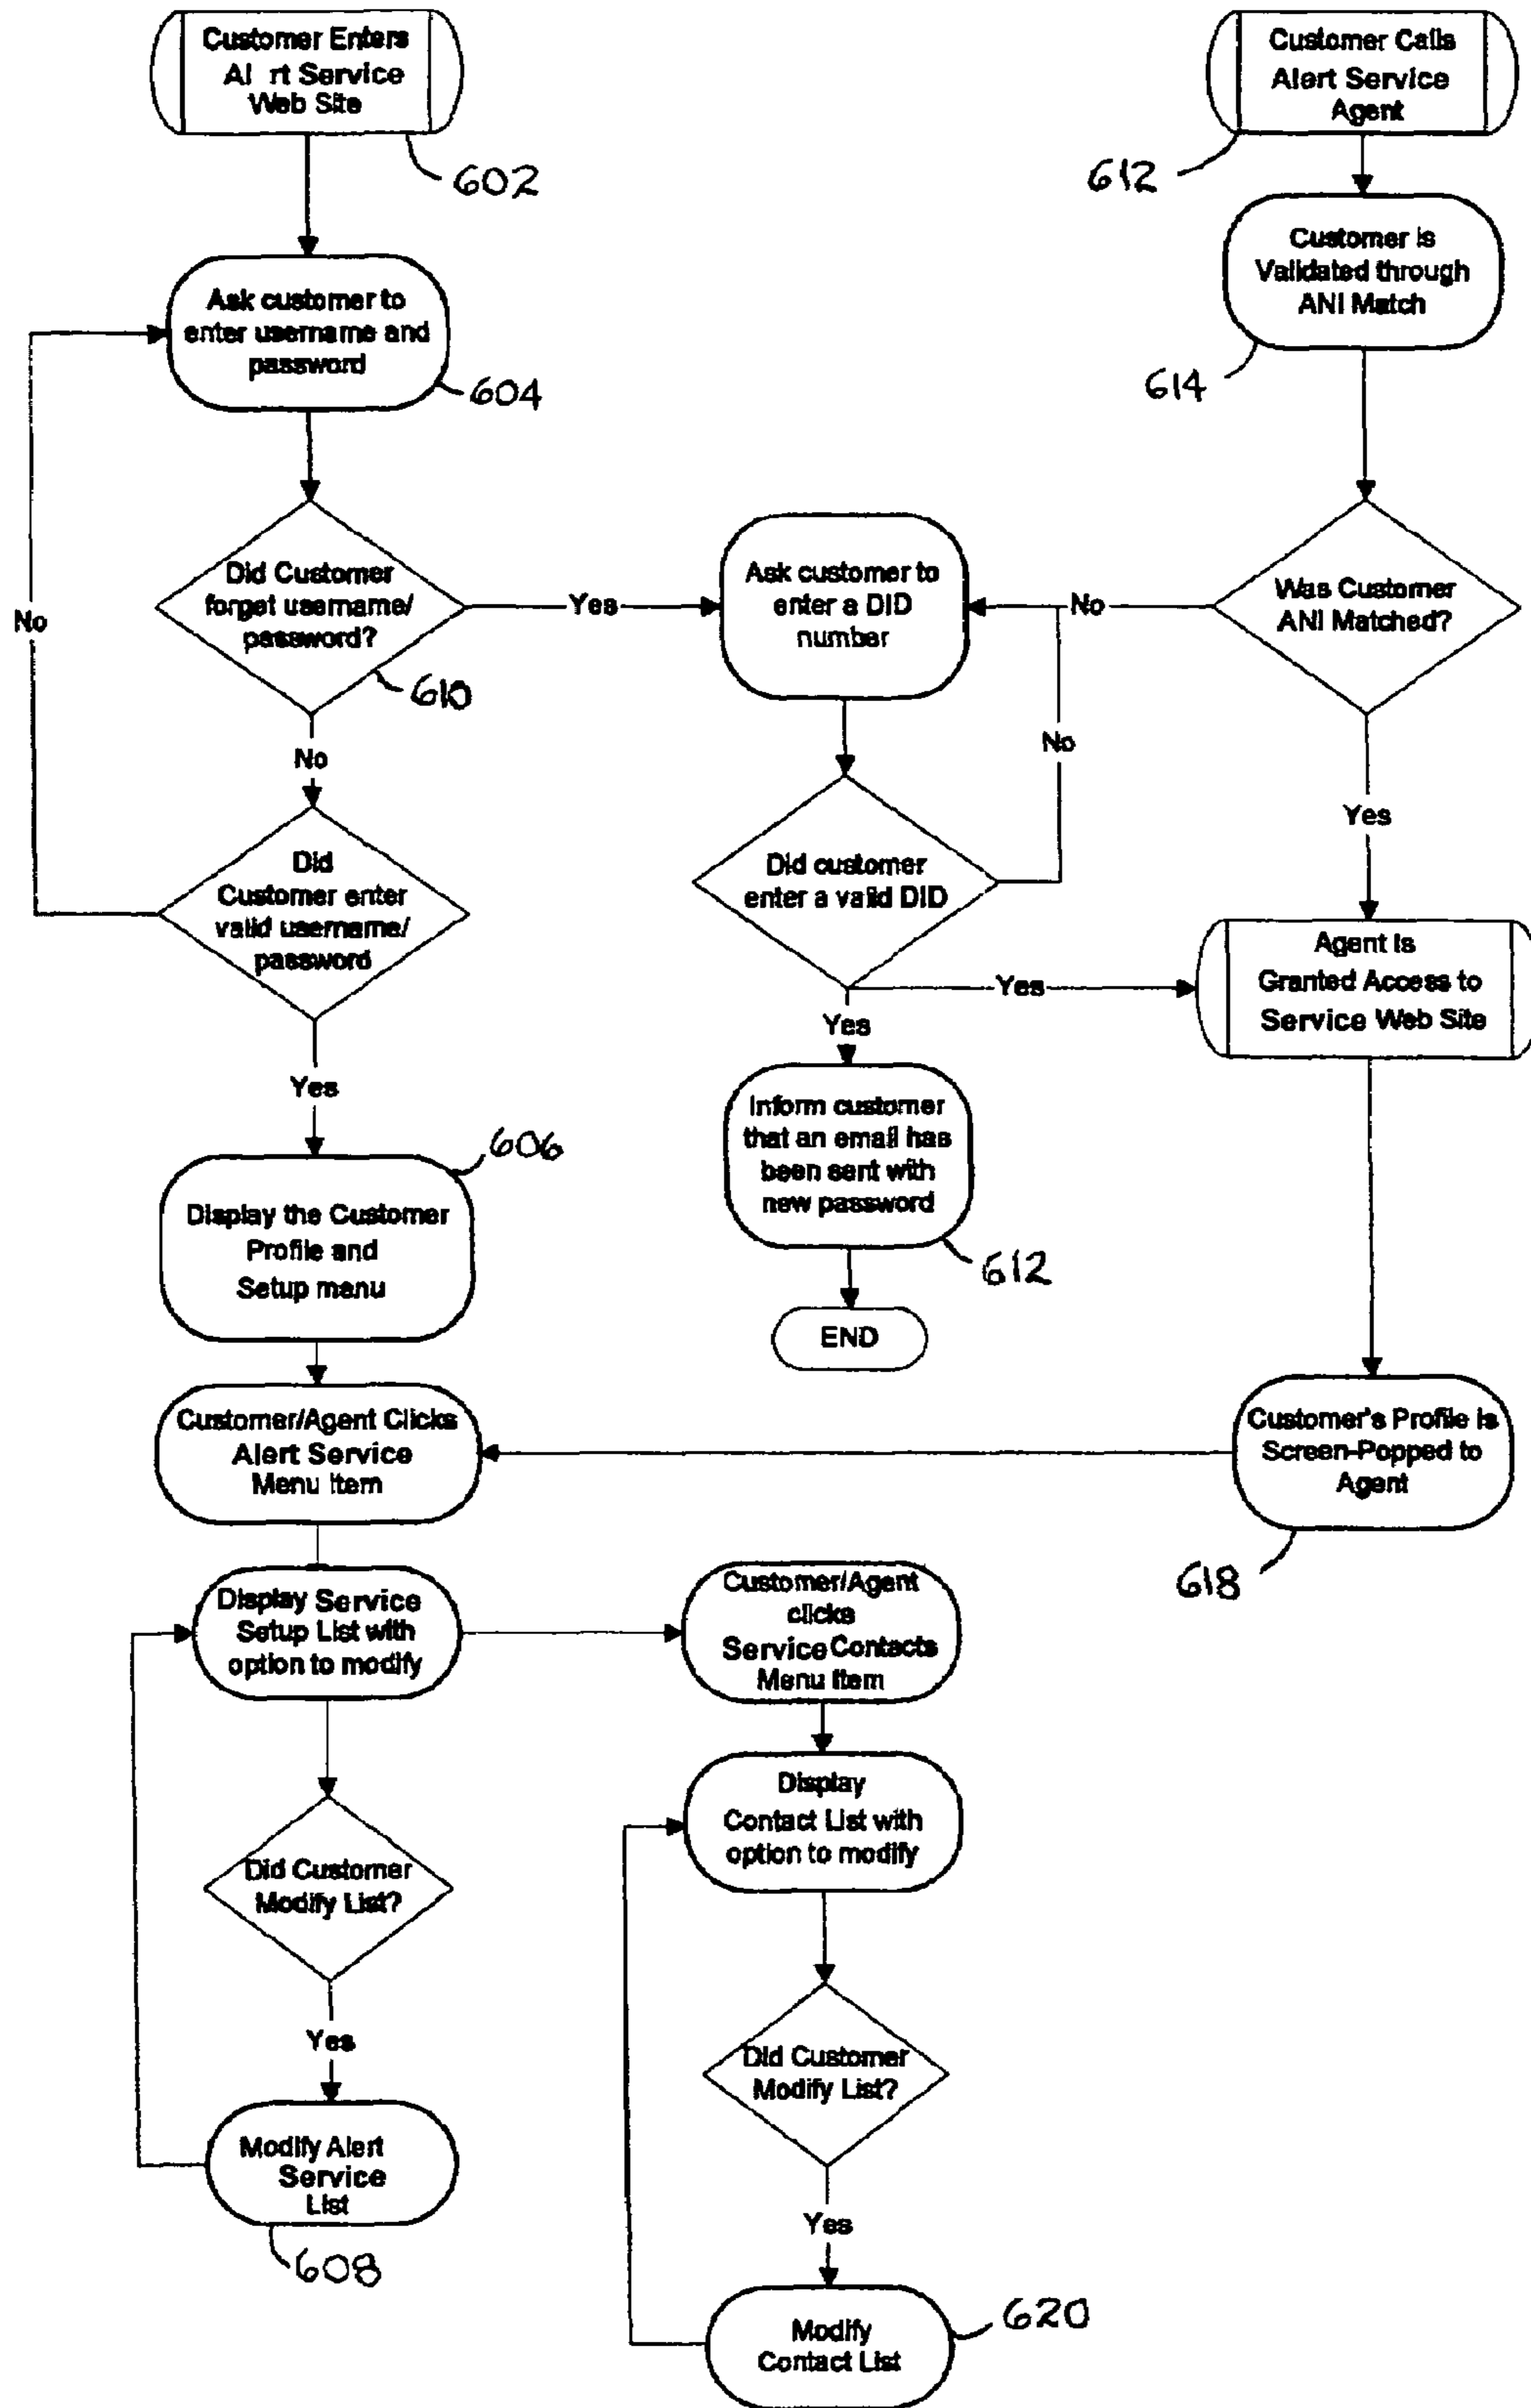 Customer Enters
Al rt Service
Web Site
602
Customer Calls
Alert Service
Agent
612
Ask customer to
enter username and
password
604
Customer is
Validated through
ANI Match
614
Did Customer
forget username/
password?
610
Yes
No
No
Ask customer to
enter a DID
number
No
Was Customer
ANI Matched?
Yes
Did
Customer enter
valid username/
password
Yes
Did customer
enter a valid DID
No
Yes
Yes
Agent is
Granted Access to
Service Web Site
Inform customer
that an email has
been sent with
new password
612
END
606
Display the Customer
Profile and
Setup menu
Customer/Agent Clicks
Alert Service
Menu Item
Customer's Profile is
Screen-Popped to
Agent
618
Display Service
Setup List with
option to modify
Customer/Agent
clicks
Service Contacts
Menu Item
Did Customer
Modify List?
Yes
Modify Alert
Service
List
608
Display
Contact List with
option to modify
Did Customer
Modify List?
Yes
Modify
Contact List
620